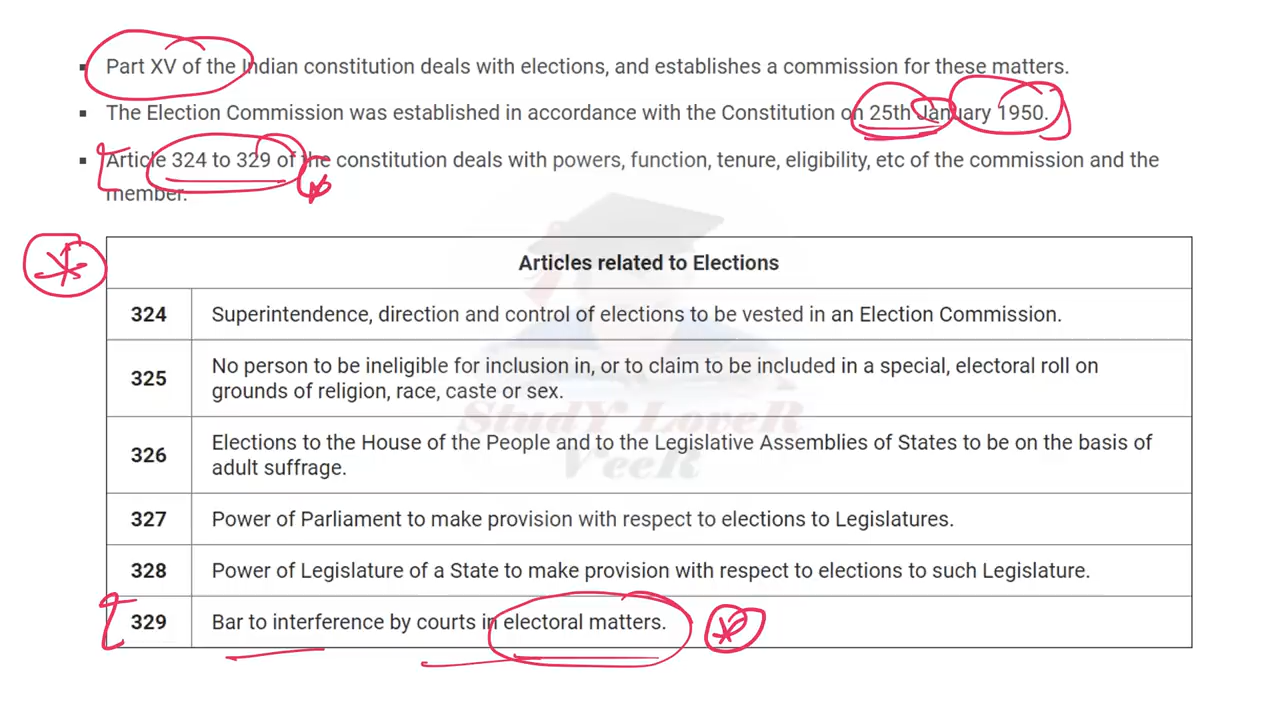 Part XV of the Indian constitution deals with elections, and establishes a commission for these matters.
The Election Commission was established in accordance with the Constitution on 25th January 1950.
Article 324 to 329 of the constitution deals with powers, function, tenure, eligibility, etc of the commission and the
member.
Articles related to Elections
324 Superintendence, direction and control of elections to be vested in an Election Commission.
325 No person to be ineligible for inclusion in, or to claim to be included in a special, electoral roll on
grounds of religion, race, caste or sex.
326 Elections to the House of the People and to the Legislative Assemblies of States to be on the basis of
adult suffrage.
327 Power of Parliament to make provision with respect to elections to Legislatures.
328 Power of Legislature of a State to make provision with respect to elections to such Legislature.
329 Bar to interference by courts in electoral matters.
StudY LoveR
VeeR